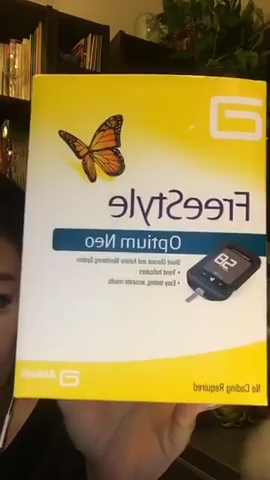 FreeStyle
Optium Neo
Blood Glucose and Ketone Monitoring System
• Trend Indicators
• Easy testing, accurate results
No Coding Required
Abbott